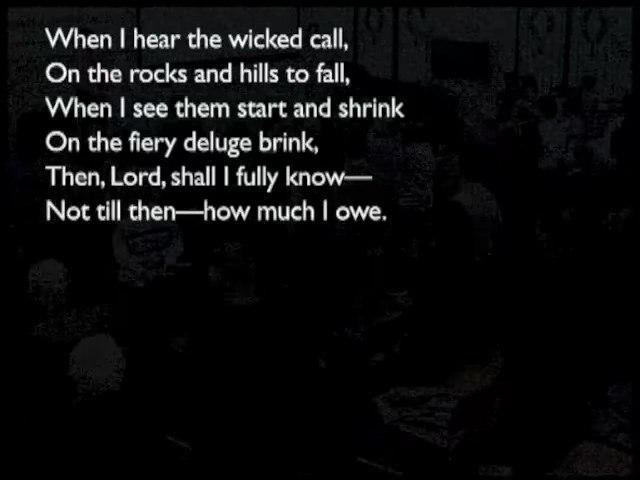 When I hear the wicked call,
On the rocks and hills to fall,
When I see them start and shrink
On the fiery deluge brink,
Then, Lord, shall I fully know—
Not till then—how much I owe.